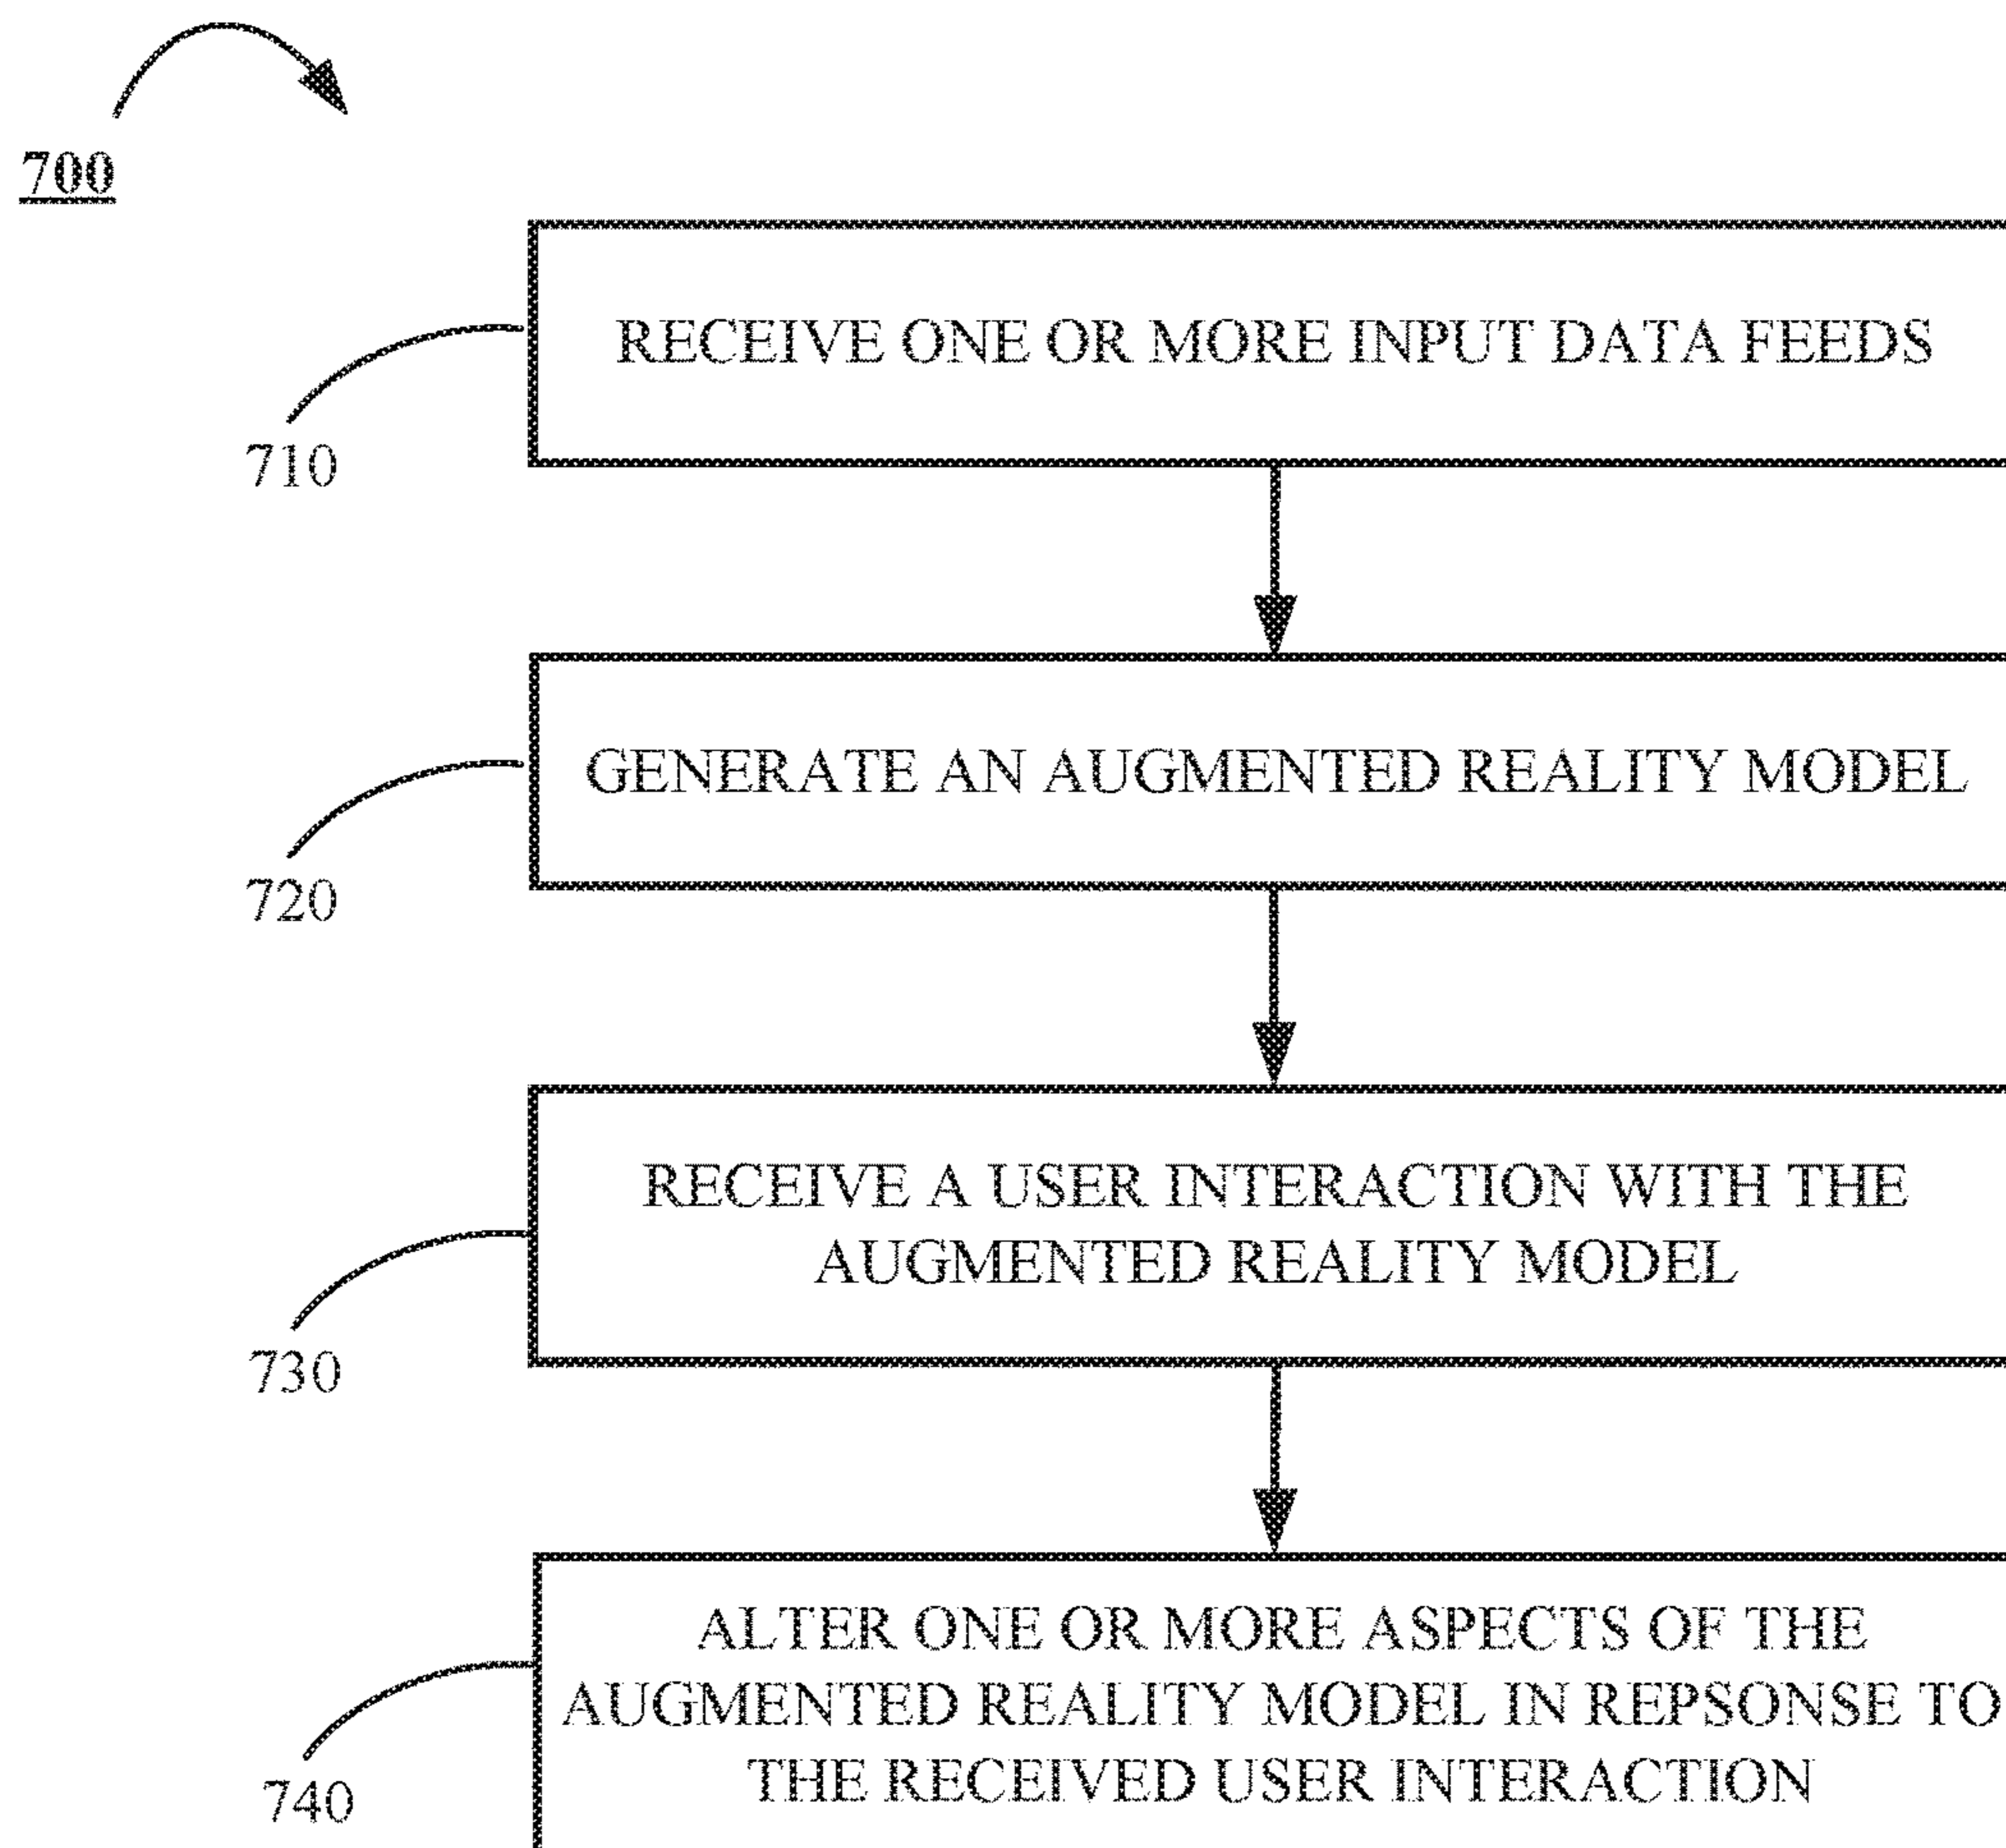 700
RECEIVE ONE OR MORE INPUT DATA FEEDS
710
GENERATE AN AUGMENTED REALITY MODEL
720
RECEIVE A USER INTERACTION WITH THE
AUGMENTED REALITY MODEL
730
ALTER ONE OR MORE ASPECTS OF THE
AUGMENTED REALITY MODEL IN REPSONSE TO
THE RECEIVED USER INTERACTION
740